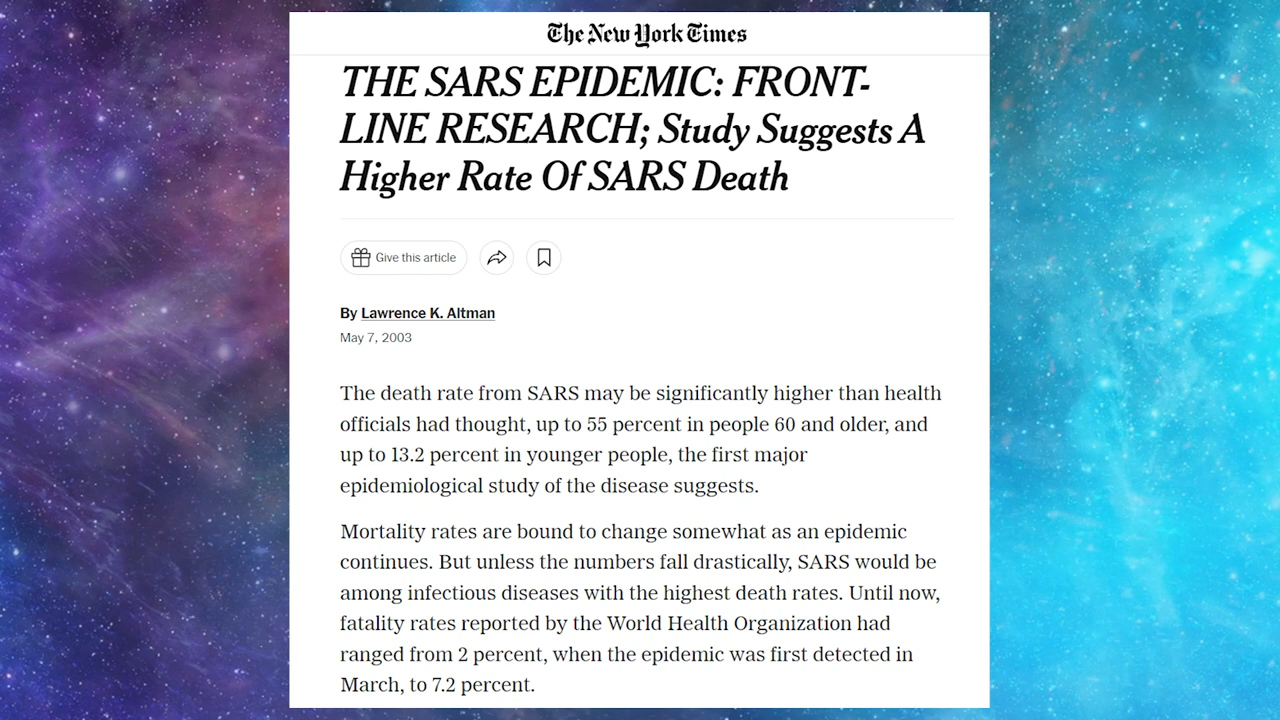 The New York Times
THE SARS EPIDEMIC: FRONT-
LINE RESEARCH; Study Suggests A
Higher Rate Of SARS Death
Give this article
By Lawrence K. Altman
May 7, 2003
The death rate from SARS may be significantly higher than health
officials had thought, up to 55 percent in people 60 and older, and
up to 13.2 percent in younger people, the first major
epidemiological study of the disease suggests.
Mortality rates are bound to change somewhat as an epidemic
continues. But unless the numbers fall drastically, SARS would be
among infectious diseases with the highest death rates. Until now,
fatality rates reported by the World Health Organization had
ranged from 2 percent, when the epidemic was first detected in
March, to 7.2 percent.